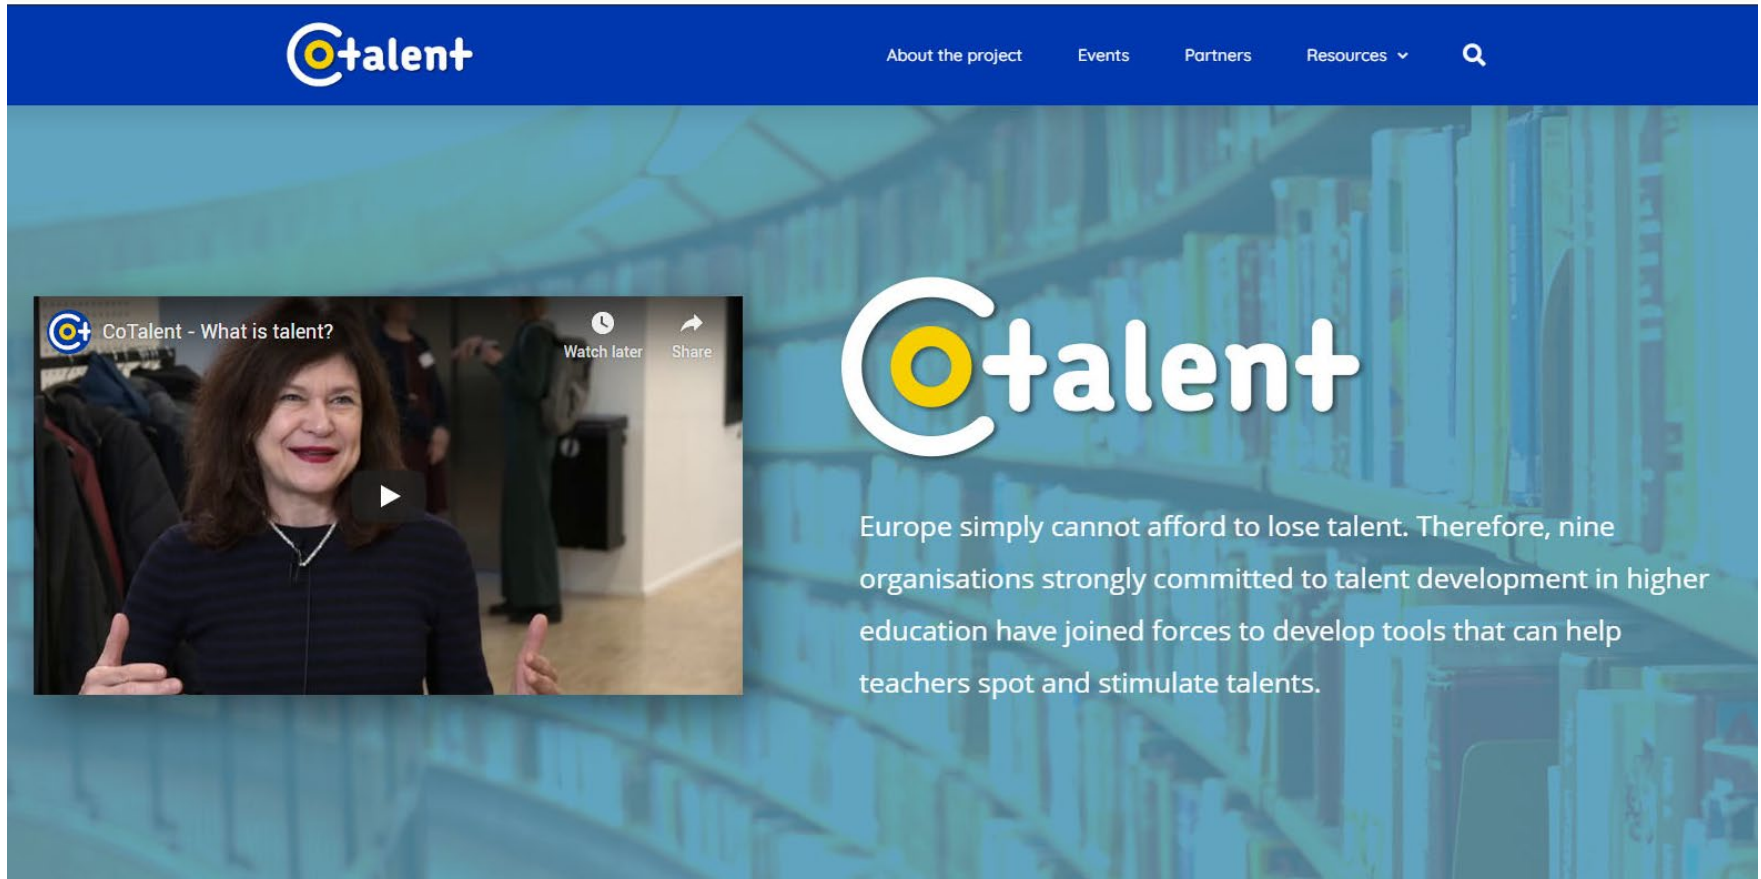 Cotalent
About the project
Events
Partners
Resources
CoTalent - What is talent?
Watch later
Share
Cotalent
Europe simply cannot afford to lose talent. Therefore, nine
organisations strongly committed to talent development in higher
education have joined forces to develop tools that can help
teachers spot and stimulate talents.